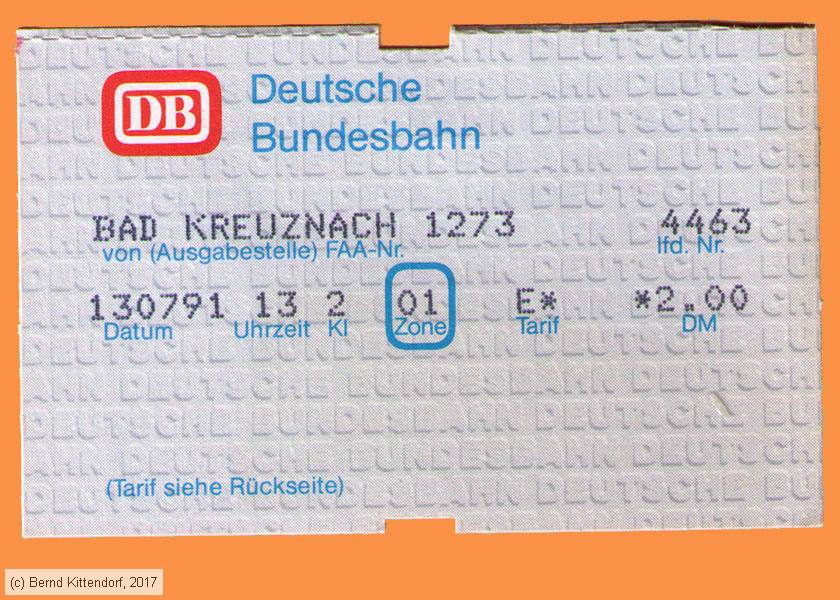 DB
Deutsche
Bundesbahn
BAD KREUZNACH 1273 4463
von (Ausgabestelle) FAA-Nr. lfd. Nr.
130791 13 2 01 E* *2.00
Datum Uhrzeit Kl Zone Tarif DM
(Tarif siehe Rückseite)
(c) Bernd Kittendorf, 2017